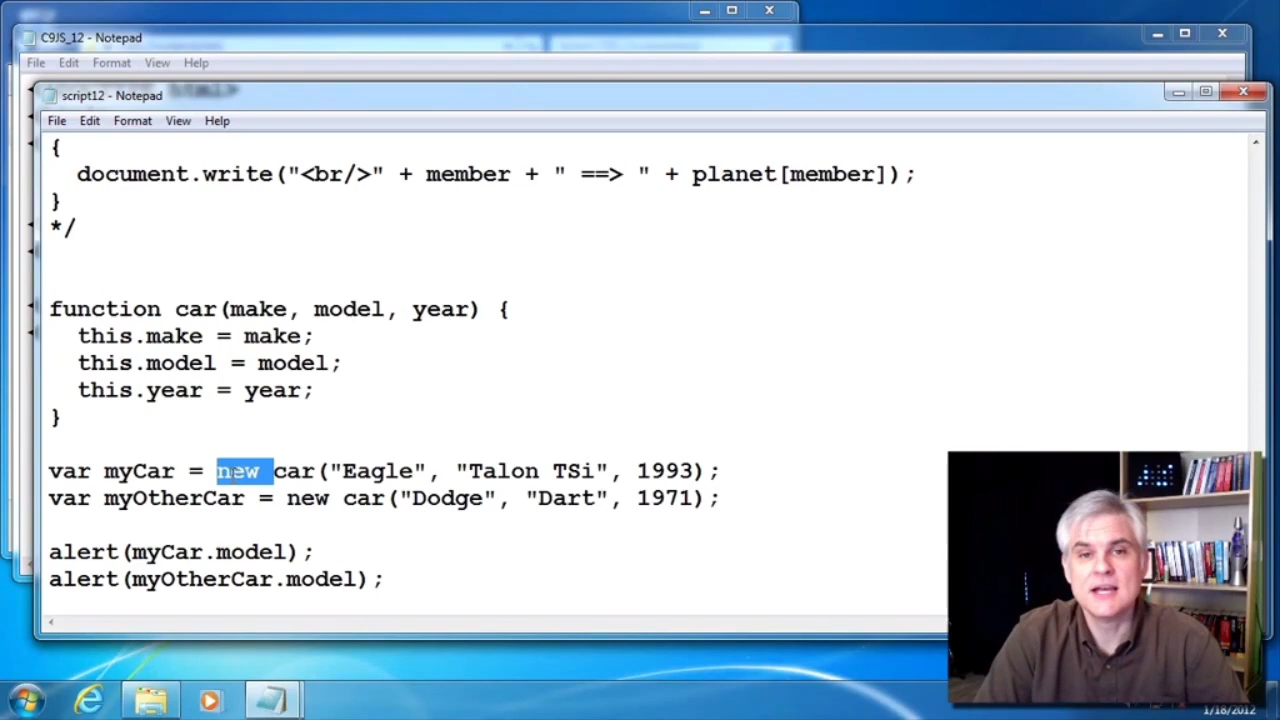 C9JS_12 - Notepad
File Edit Format View Help
html>
script12 - Notepad
File Edit Format View Help
{
document.write("<br/>" + member + " ==> " + planet[member]);
}
*/
function car(make, model, year) {
this.make = make;
this.model = model;
this.year = year;
}
var myCar = new car("Eagle", "Talon TSi", 1993);
var myOtherCar = new car("Dodge", "Dart", 1971);
alert(myCar.model);
alert(myOtherCar.model);
1/18/2012